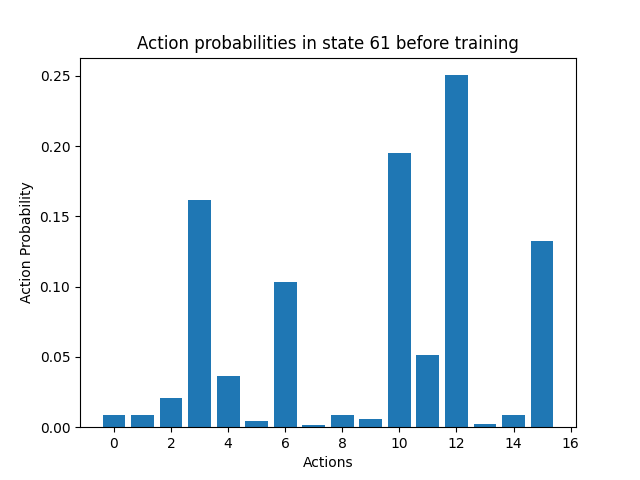 Action probabilities in state 61 before training
0.25
0.20
0.15
0.10
0.05
0.00
Action Probability
0 2 4 6 8 10 12 14 16
Actions